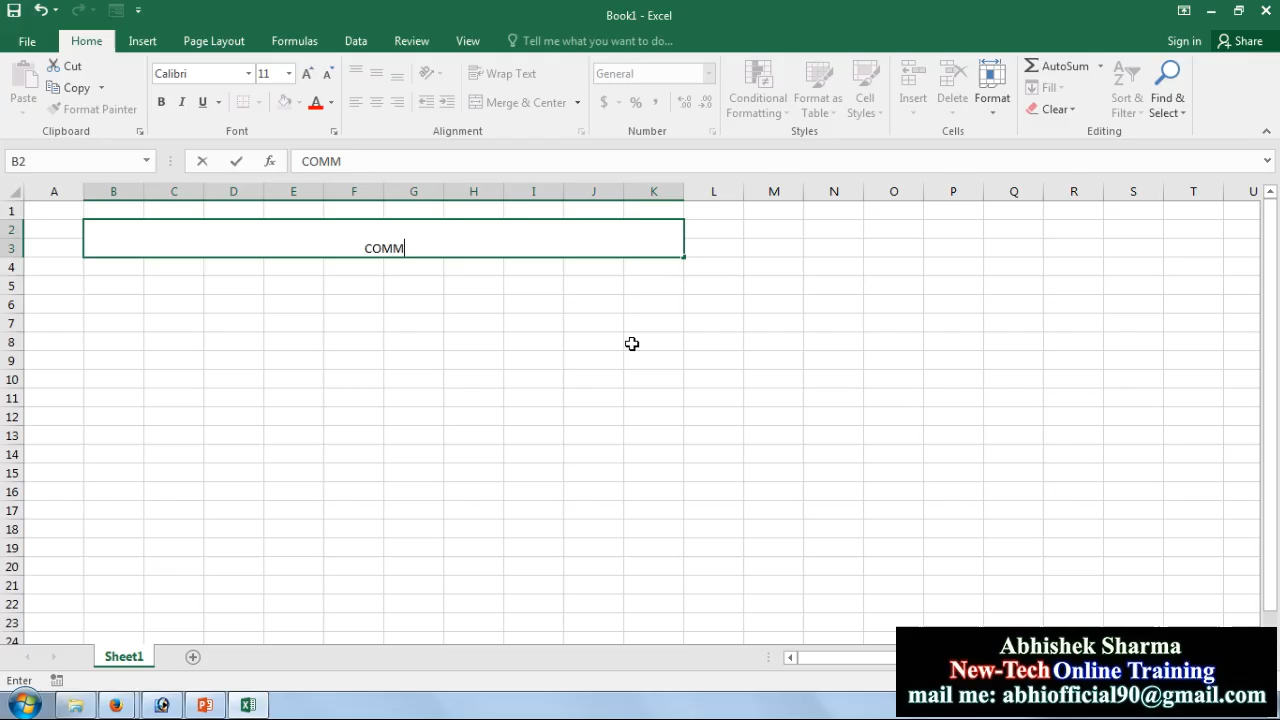 Book1 - Excel
File Home Insert Page Layout Formulas Data Review View Tell me what you want to do... Sign in Share
Paste Cut Copy Format Painter Clipboard
Calibri 11 B I U A A A Font
Wrap Text Merge & Center Alignment
General $ % , Number
Conditional Formatting Format as Table Cell Styles Styles
Insert Delete Format Cells
AutoSum Fill Clear Sort & Filter Find & Select Editing
B2 fx COMM
A B C D E F G H I J K L M N O P Q R S T U
1
2
3 COMM
4
5
6
7
8
9
10
11
12
13
14
15
16
17
18
19
20
21
22
23
24
Sheet1
Enter
Abhishek Sharma
New-Tech Online Training
mail me: abhiofficial90@gmail.com